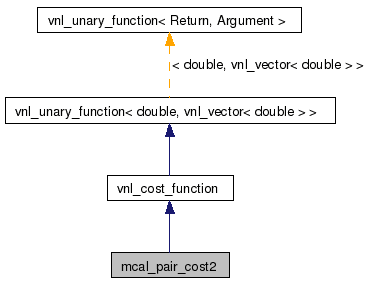 vnl_unary_function< Return, Argument >
< double, vnl_vector< double > >
vnl_unary_function< double, vnl_vector< double > >
vnl_cost_function
mcal_pair_cost2